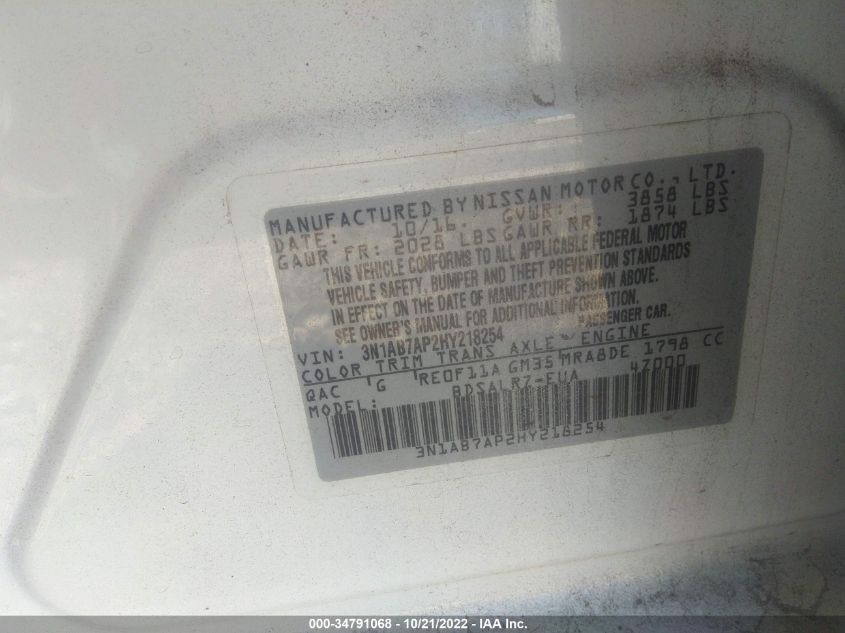 MANUFACTURED BY NISSAN MOTOR CO., LTD.
DATE: 10/16. GVWR: 3858 LBS
GAWR FR: 2028 LBS GAWR RR: 1874 LBS
THIS VEHICLE CONFORMS TO ALL APPLICABLE FEDERAL MOTOR
VEHICLE SAFETY, BUMPER AND THEFT PREVENTION STANDARDS
IN EFFECT ON THE DATE OF MANUFACTURE SHOWN ABOVE.
SEE OWNER'S MANUAL FOR ADDITIONAL INFORMATION.
VIN: 3N1AB7AP2HY218254 PASSENGER CAR.
COLOR TRIM TRANS AXLE ENGINE
QAC G RE0F11A GM35 MRA8DE 1798 CC
MODEL: BDSALR7-EUA 47000
3N1AB7AP2HY218254
000-34791068 - 10/21/2022 - IAA Inc.